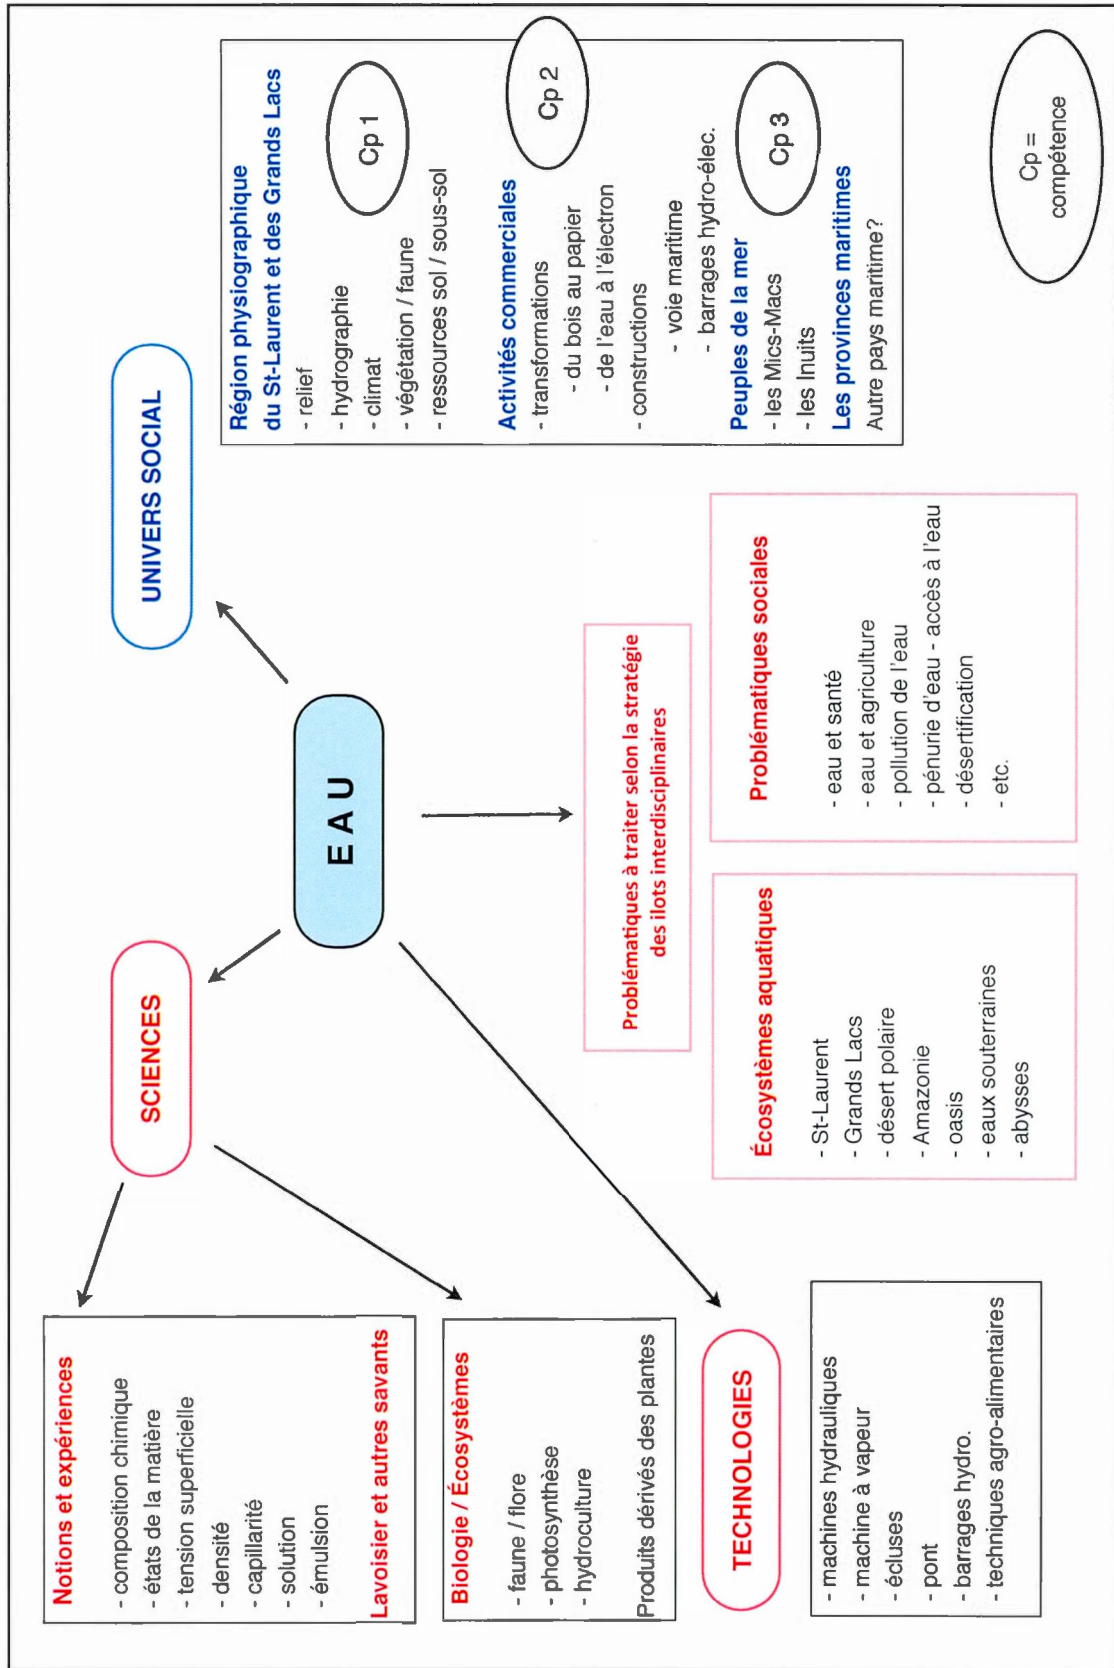 SCIENCES
UNIVERS SOCIAL
E A U
Notions et expériences
- composition chimique
- états de la matière
- tension superficielle
- densité
- capillarité
- solution
- émulsion
Lavoisier et autres savants
Biologie / Écosystèmes
- faune / flore
- photosynthèse
- hydroculture
Produits dérivés des plantes
TECHNOLOGIES
- machines hydrauliques
- machine à vapeur
- écluses
- pont
- barrages hydro.
- techniques agro-alimentaires
Problématiques à traiter selon la stratégie
des ilots interdisciplinaires
Écosystèmes aquatiques
- St-Laurent
- Grands Lacs
- désert polaire
- Amazonie
- oasis
- eaux souterraines
- abysses
Problématiques sociales
- eau et santé
- eau et agriculture
- pollution de l'eau
- pénurie d'eau - accès à l'eau
- désertification
- etc.
Région physiographique
du St-Laurent et des Grands Lacs
- relief
- hydrographie
- climat
- végétation / faune
- ressources sol / sous-sol
Cp 1
Activités commerciales
- transformations
- du bois au papier
- de l'eau à l'électron
- constructions
- voie maritime
- barrages hydro-élec.
Cp 2
Peuples de la mer
- les Mics-Macs
- les Inuits
Cp 3
Les provinces maritimes
Autre pays maritime?
Cp =
compétence